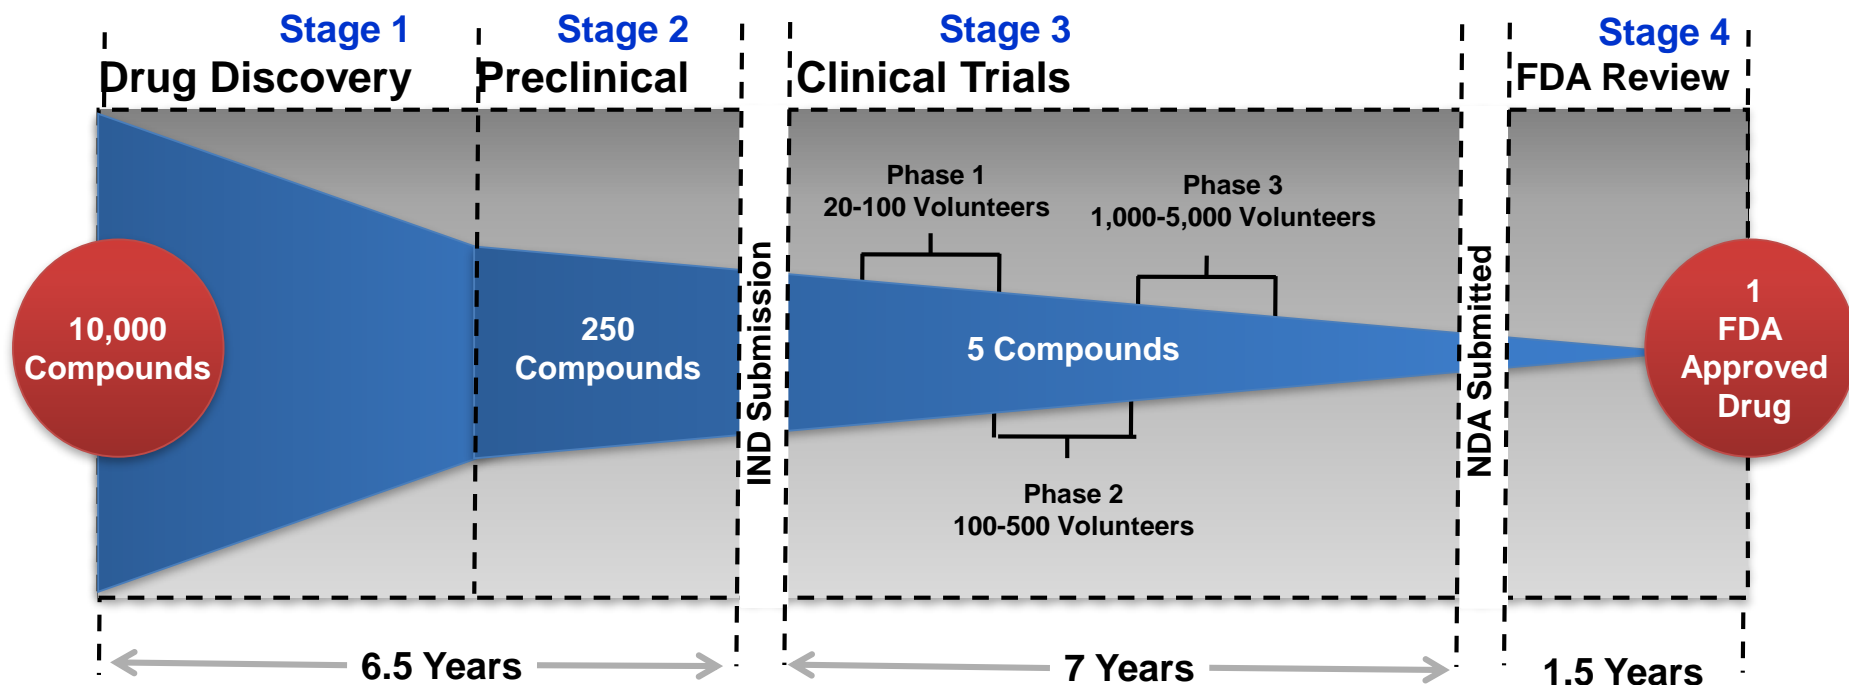 Stage 1
Drug Discovery
Stage 2
Preclinical
Stage 3
Clinical Trials
Stage 4
FDA Review
10,000
Compounds
250
Compounds
IND Submission
Phase 1
20-100 Volunteers
Phase 3
1,000-5,000 Volunteers
5 Compounds
Phase 2
100-500 Volunteers
NDA Submitted
1
FDA
Approved
Drug
6.5 Years
7 Years
1.5 Years